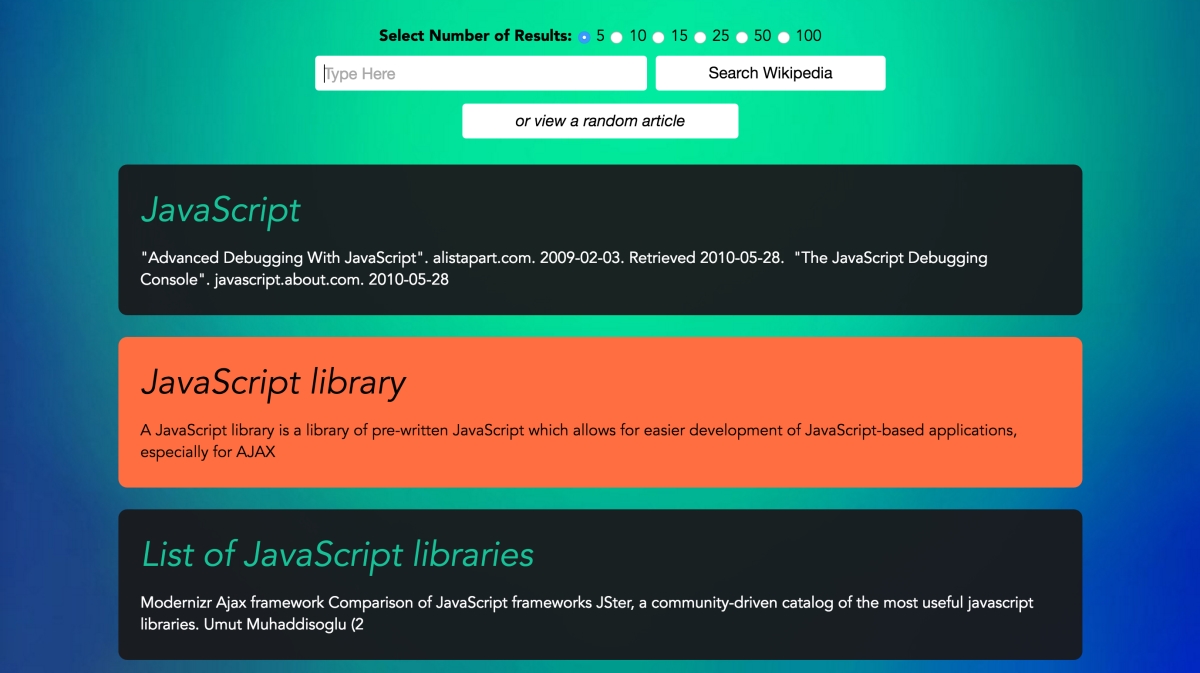 Select Number of Results: 5 10 15 25 50 100
Type Here
Search Wikipedia
or view a random article
JavaScript
"Advanced Debugging With JavaScript". alistapart.com. 2009-02-03. Retrieved 2010-05-28.  "The JavaScript Debugging
Console". javascript.about.com. 2010-05-28
JavaScript library
A JavaScript library is a library of pre-written JavaScript which allows for easier development of JavaScript-based applications,
especially for AJAX
List of JavaScript libraries
Modernizr Ajax framework Comparison of JavaScript frameworks JSter, a community-driven catalog of the most useful javascript
libraries. Umut Muhaddisoglu (2